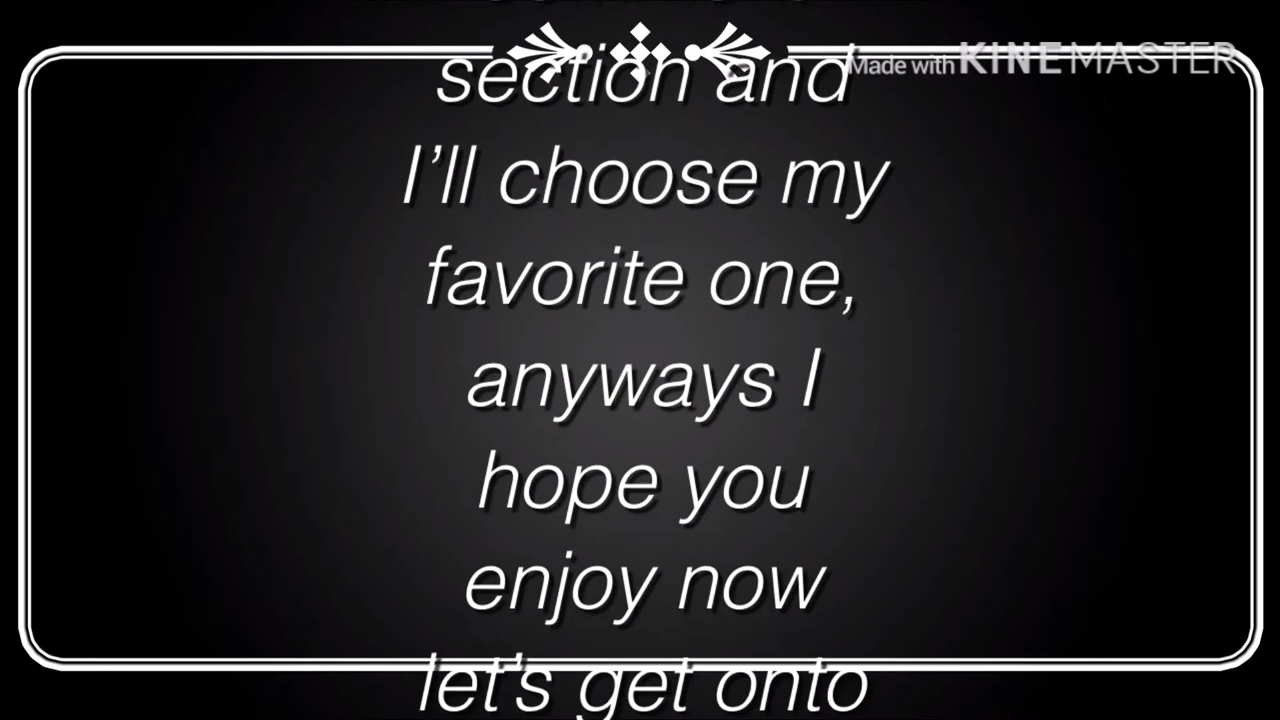 section and
Made with KINEMASTER
I'll choose my
favorite one,
anyways I
hope you
enjoy now
let's get onto